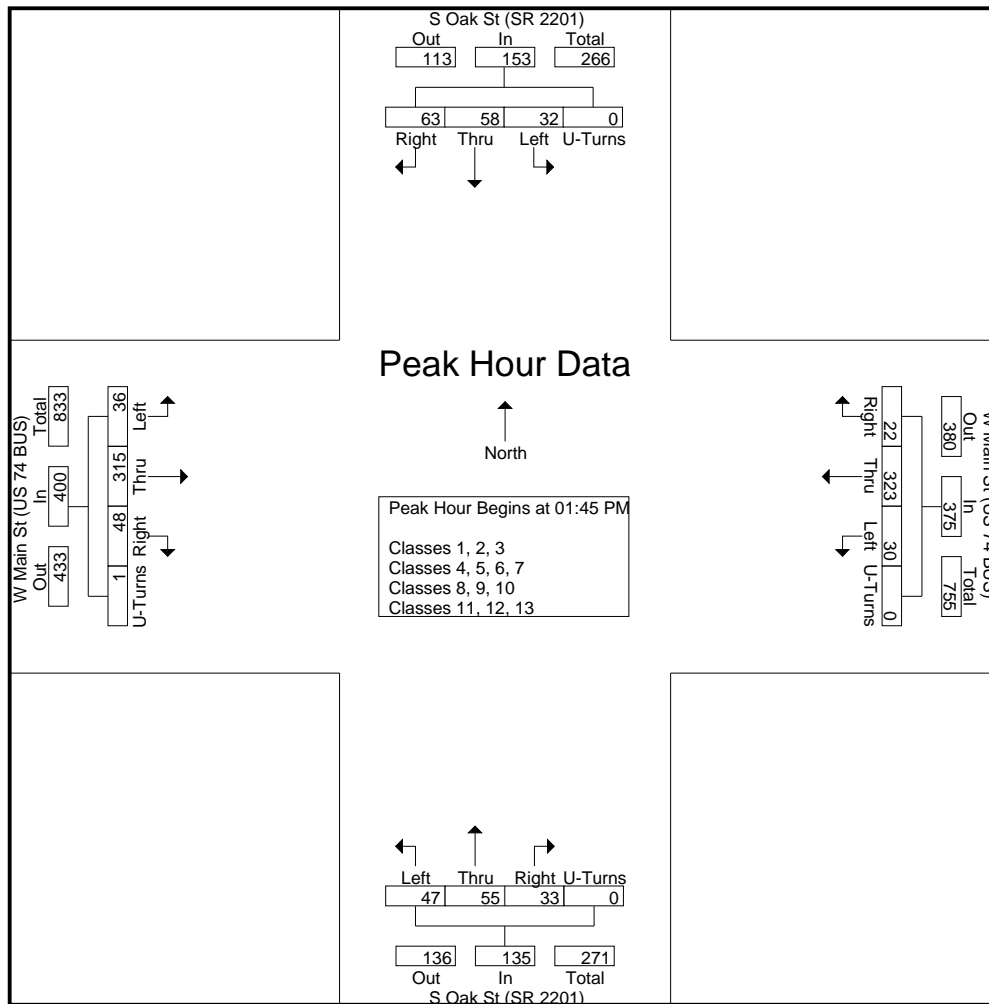 S Oak St (SR 2201)
Out In Total
113 153 266
63 58 32 0
Right Thru Left U-Turns
Peak Hour Data
North
Peak Hour Begins at 01:45 PM
Classes 1, 2, 3
Classes 4, 5, 6, 7
Classes 8, 9, 10
Classes 11, 12, 13
W Main St (US 74 BUS)
Out In Total
433 400 833
1 48 315 36
U-Turns Right Thru Left
W Main St (US 74 BUS)
Out In Total
380 375 755
22 323 30 0
Right Thru Left U-Turns
Left Thru Right U-Turns
47 55 33 0
136 135 271
Out In Total
S Oak St (SR 2201)